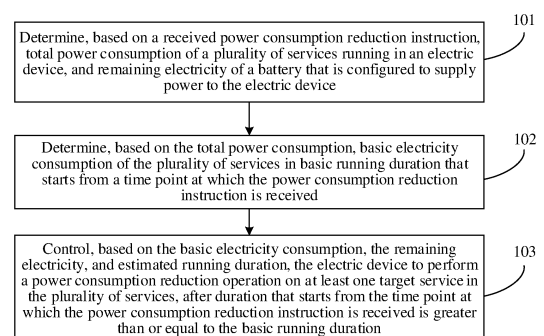 101
Determine, based on a received power consumption reduction instruction,
total power consumption of a plurality of services running in an electric
device, and remaining electricity of a battery that is configured to supply
power to the electric device
102
Determine, based on the total power consumption, basic electricity
consumption of the plurality of services in basic running duration that
starts from a time point at which the power consumption reduction
instruction is received
103
Control, based on the basic electricity consumption, the remaining
electricity, and estimated running duration, the electric device to perform
a power consumption reduction operation on at least one target service in
the plurality of services, after duration that starts from the time point at
which the power consumption reduction instruction is received is greater
than or equal to the basic running duration